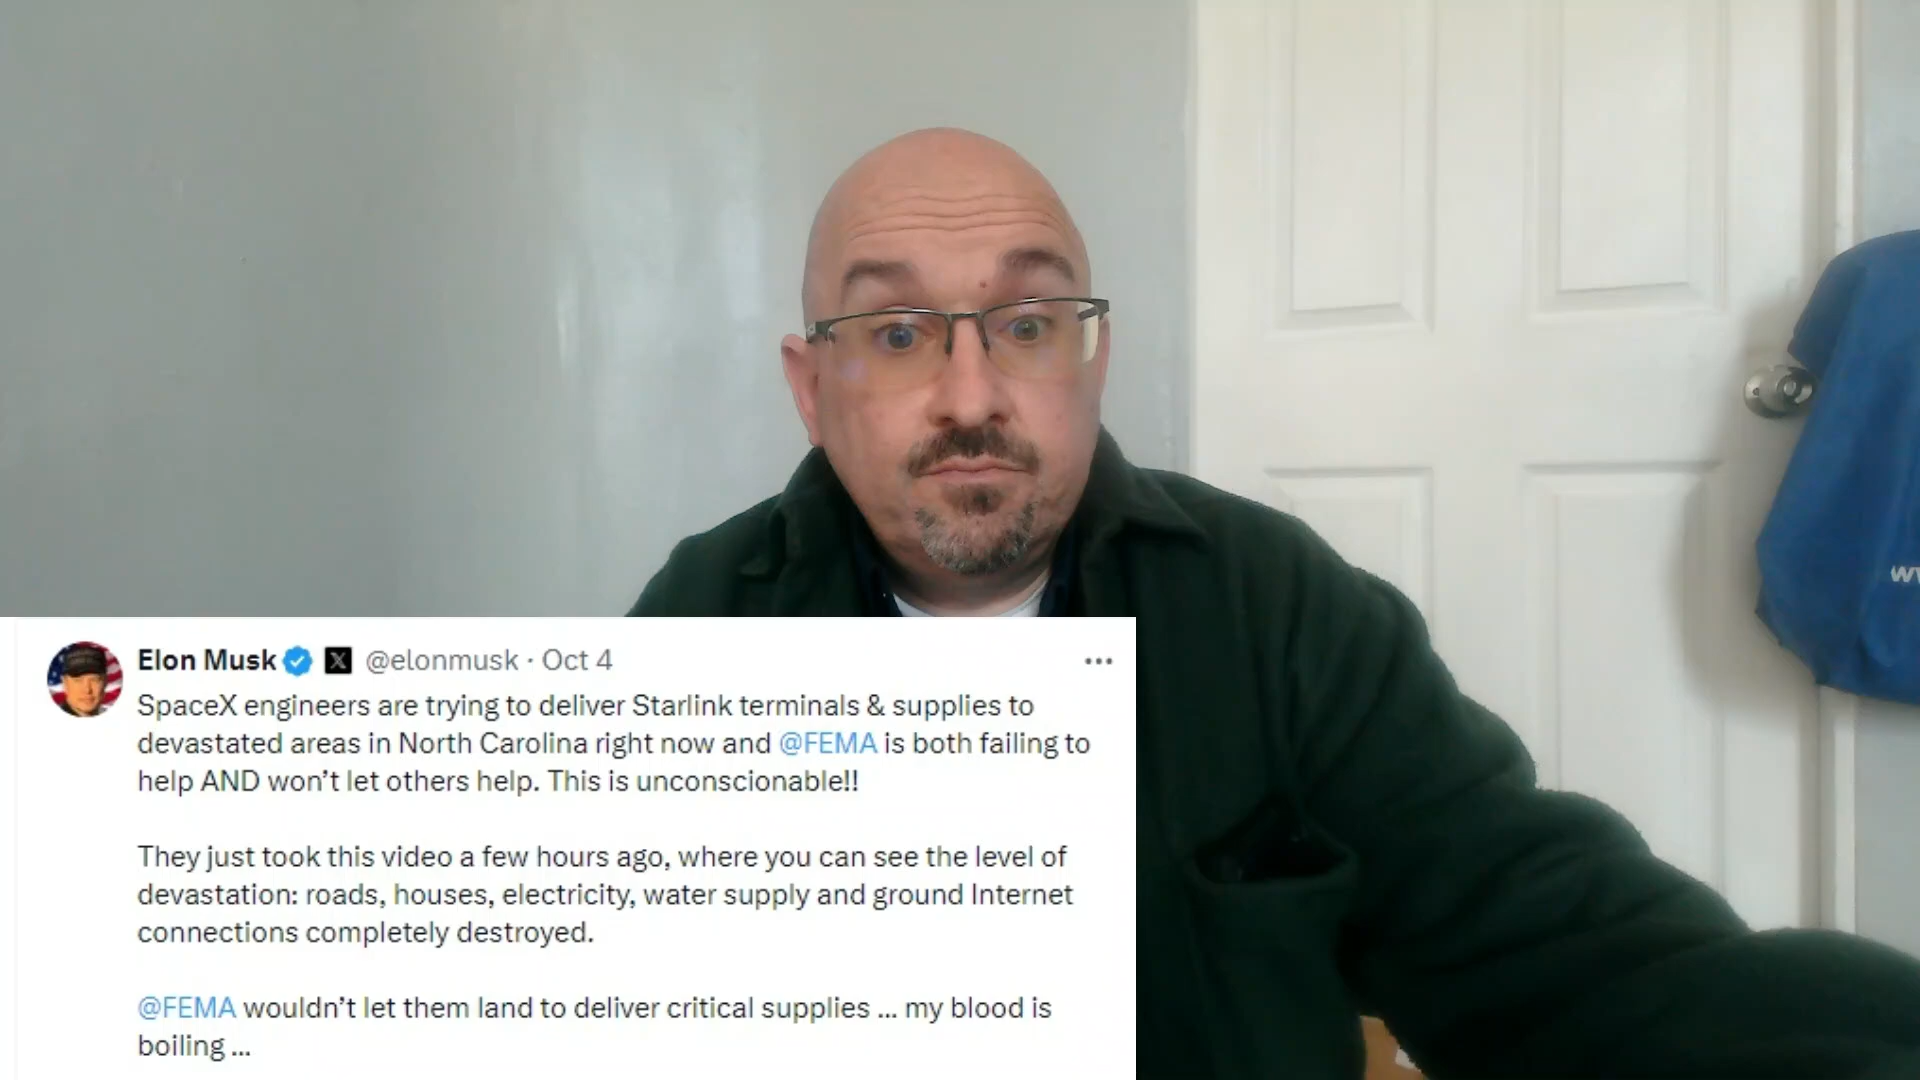 Elon Musk @elonmusk · Oct 4
SpaceX engineers are trying to deliver Starlink terminals & supplies to
devastated areas in North Carolina right now and @FEMA is both failing to
help AND won’t let others help. This is unconscionable!!
They just took this video a few hours ago, where you can see the level of
devastation: roads, houses, electricity, water supply and ground Internet
connections completely destroyed.
@FEMA wouldn’t let them land to deliver critical supplies ... my blood is
boiling ...